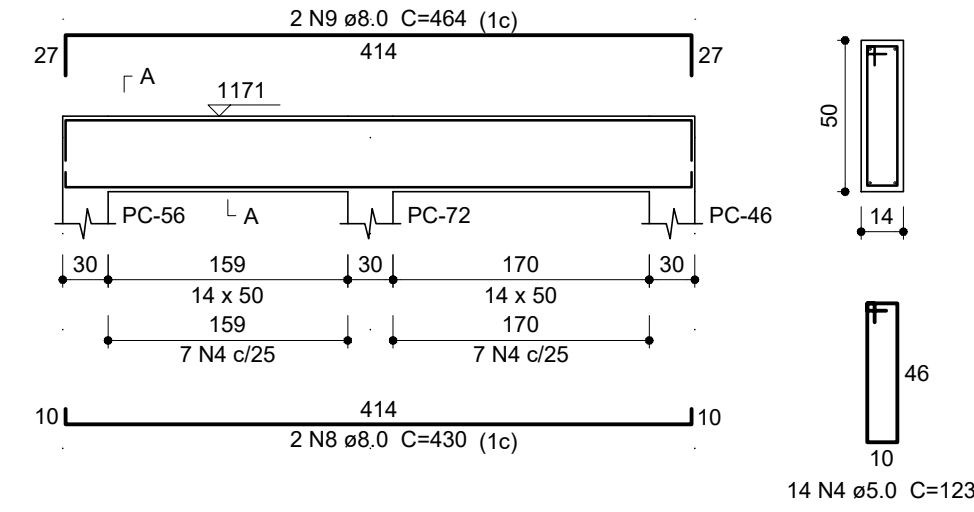 2 N9 ø8.0 C=464 (1c)
27 414 27
A
1171
50
PC-56 A PC-72 PC-46
14
30 159 30 170 30
14 x 50 14 x 50
159 170
7 N4 c/25 7 N4 c/25
46
10 414 10
2 N8 ø8.0 C=430 (1c)
10
14 N4 ø5.0 C=123